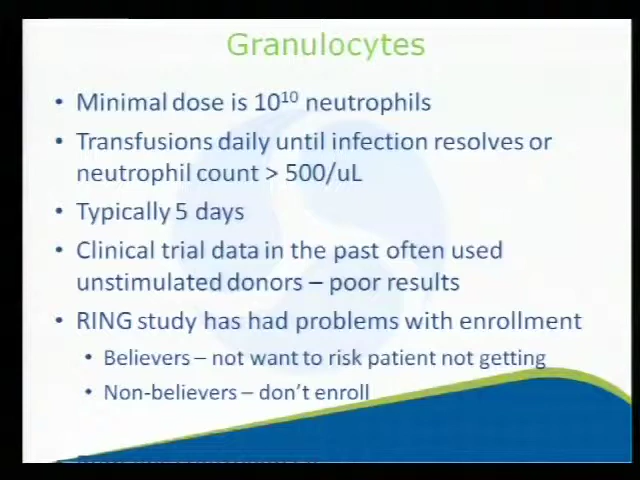 Granulocytes
• Minimal dose is 10¹⁰ neutrophils
• Transfusions daily until infection resolves or
neutrophil count > 500/uL
• Typically 5 days
• Clinical trial data in the past often used
unstimulated donors – poor results
• RING study has had problems with enrollment
• Believers – not want to risk patient not getting
• Non-believers – don't enroll